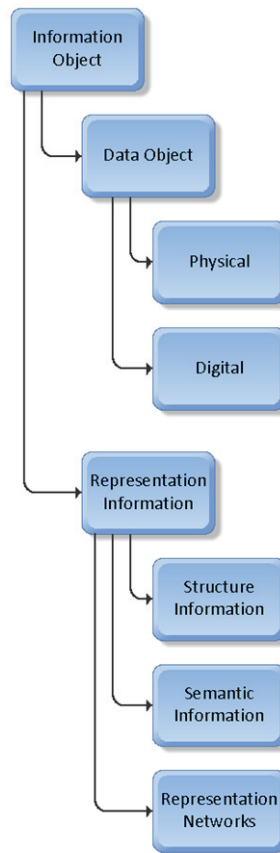 Information
Object
Data Object
Physical
Digital
Representation
Information
Structure
Information
Semantic
Information
Representation
Networks